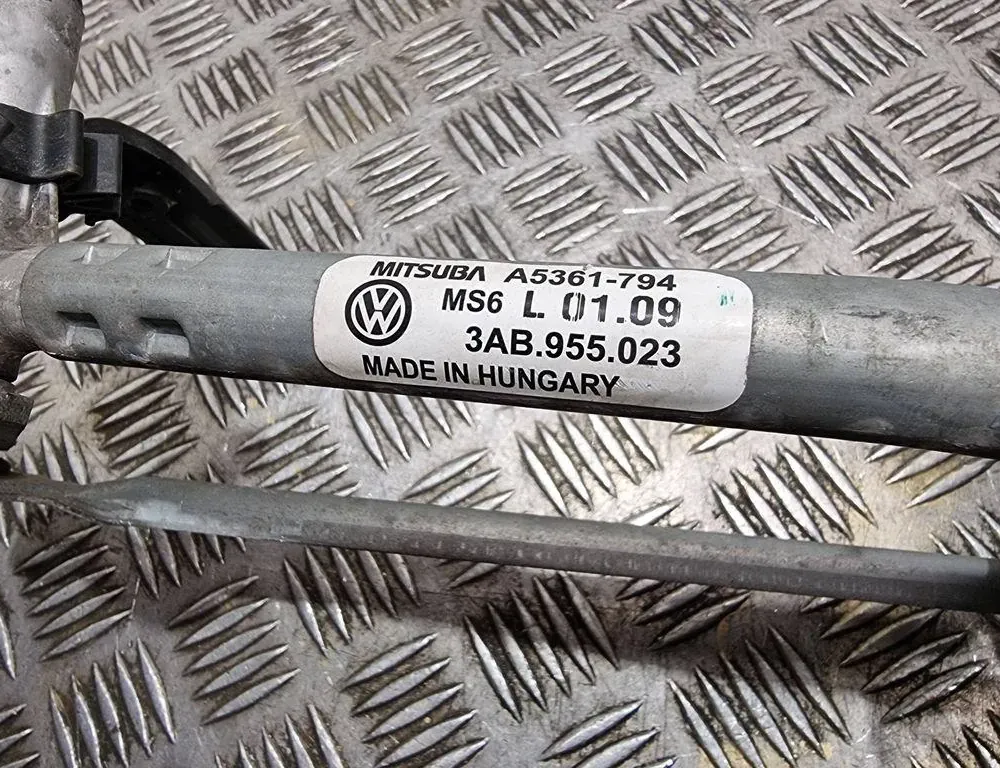 MITSUBA A5361-794
MS6 L 01.09
3AB.955.023
MADE IN HUNGARY